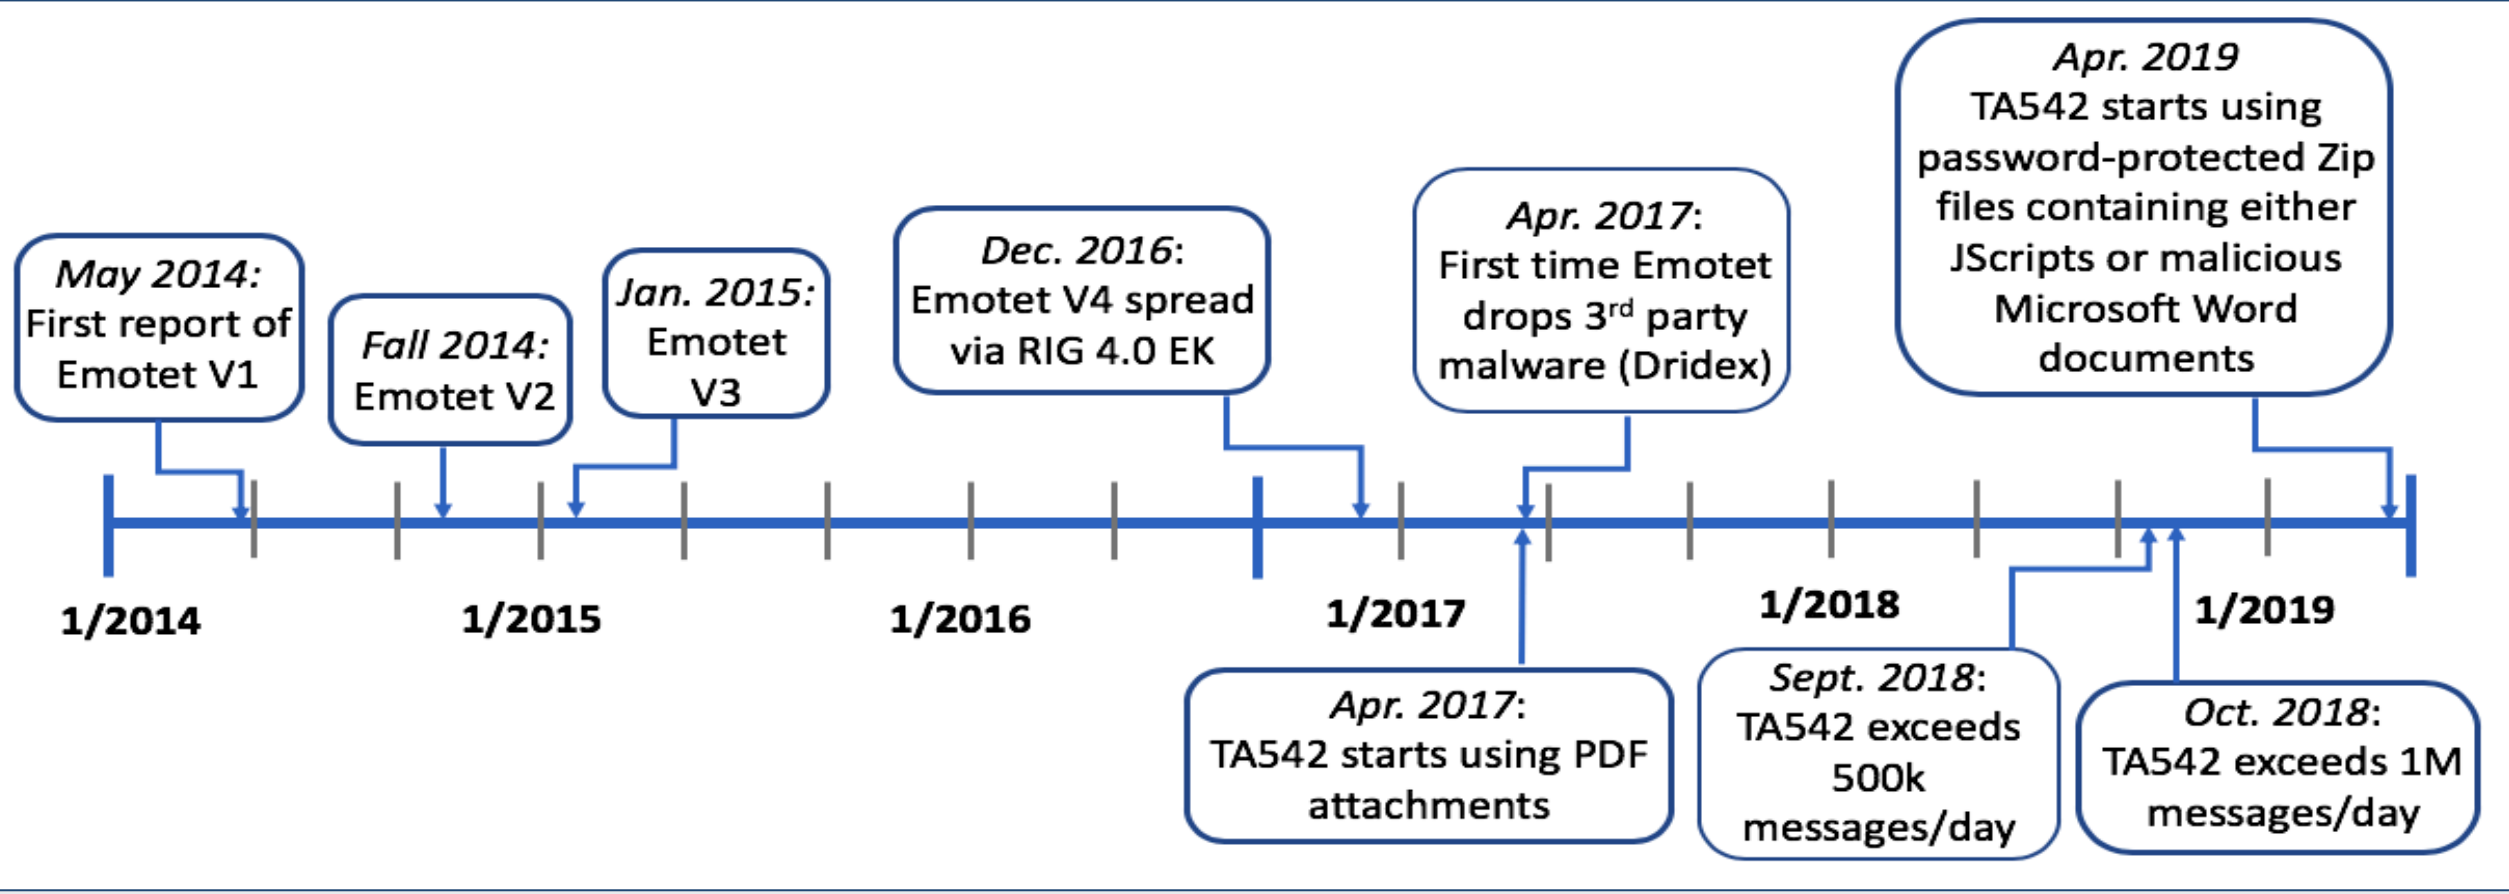 May 2014:
First report of
Emotet V1
Fall 2014:
Emotet V2
Jan. 2015:
Emotet
V3
Dec. 2016:
Emotet V4 spread
via RIG 4.0 EK
Apr. 2017:
First time Emotet
drops 3rd party
malware (Dridex)
Apr. 2019
TA542 starts using
password-protected Zip
files containing either
JScripts or malicious
Microsoft Word
documents
1/2014
1/2015
1/2016
1/2017
1/2018
1/2019
Apr. 2017:
TA542 starts using PDF
attachments
Sept. 2018:
TA542 exceeds
500k
messages/day
Oct. 2018:
TA542 exceeds 1M
messages/day